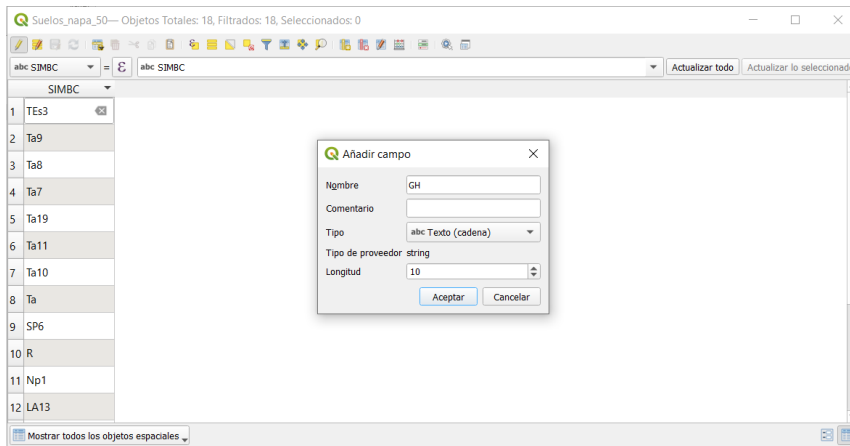 Suelos_napa_50— Objetos Totales: 18, Filtrados: 18, Seleccionados: 0
abc SIMBC = ε abc SIMBC Actualizar todo Actualizar lo seleccionad
SIMBC
1 TEs3
2 Ta9
3 Ta8
4 Ta7
5 Ta19
6 Ta11
7 Ta10
8 Ta
9 SP6
10 R
11 Np1
12 LA13
Añadir campo
Nombre GH
Comentario
Tipo abc Texto (cadena)
Tipo de proveedor string
Longitud 10
Aceptar Cancelar
Mostrar todos los objetos espaciales